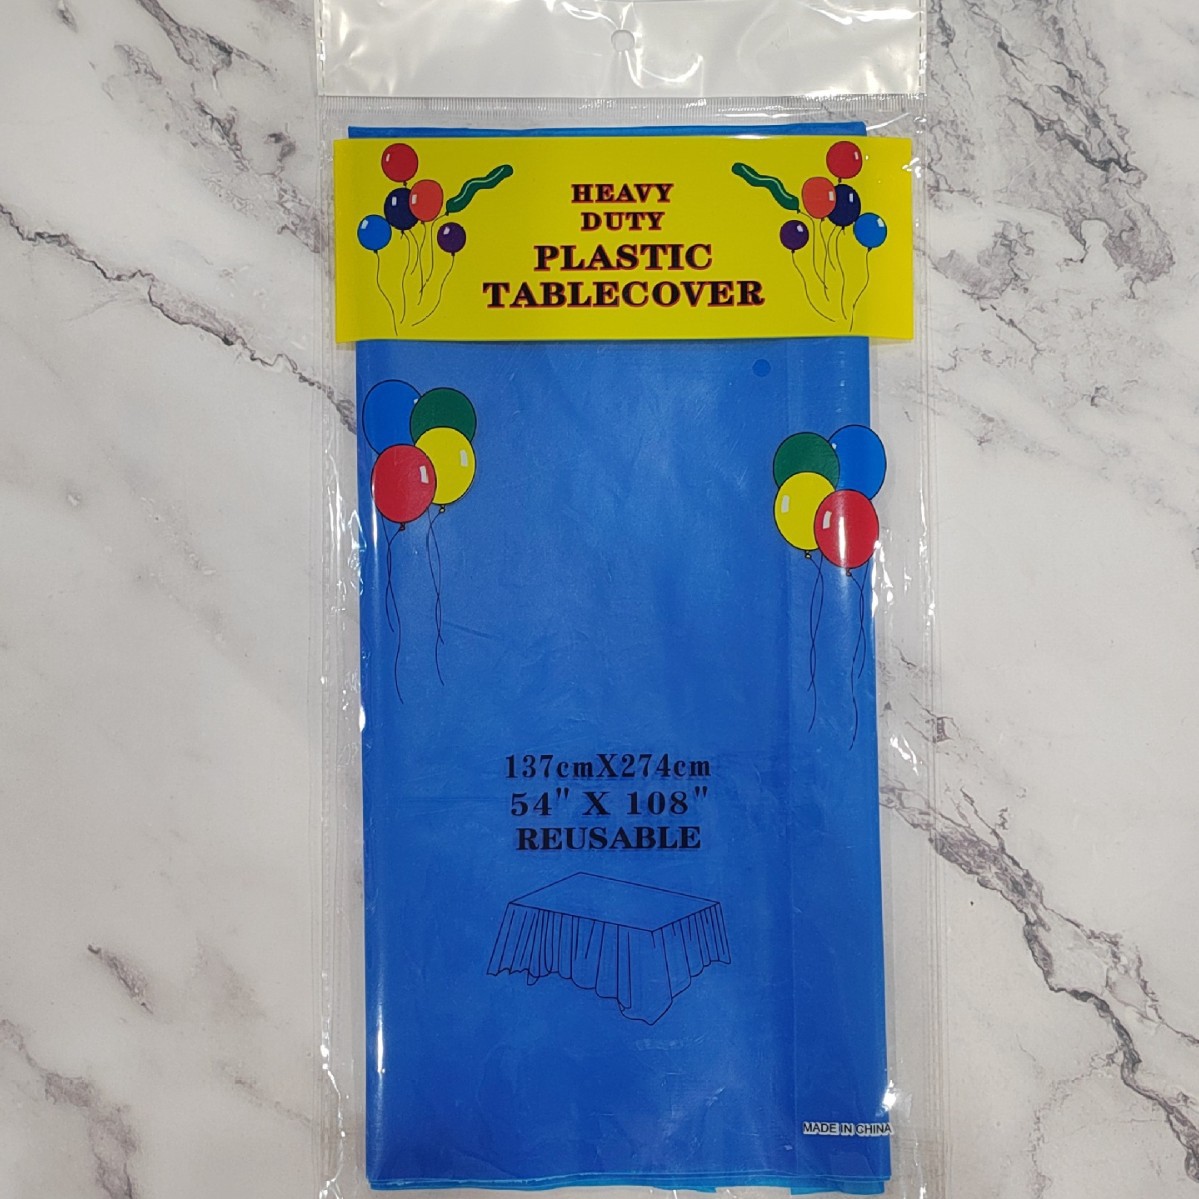 HEAVY
DUTY
PLASTIC
TABLECOVER
137cmX274cm
54" X 108"
REUSABLE
MADE IN CHINA